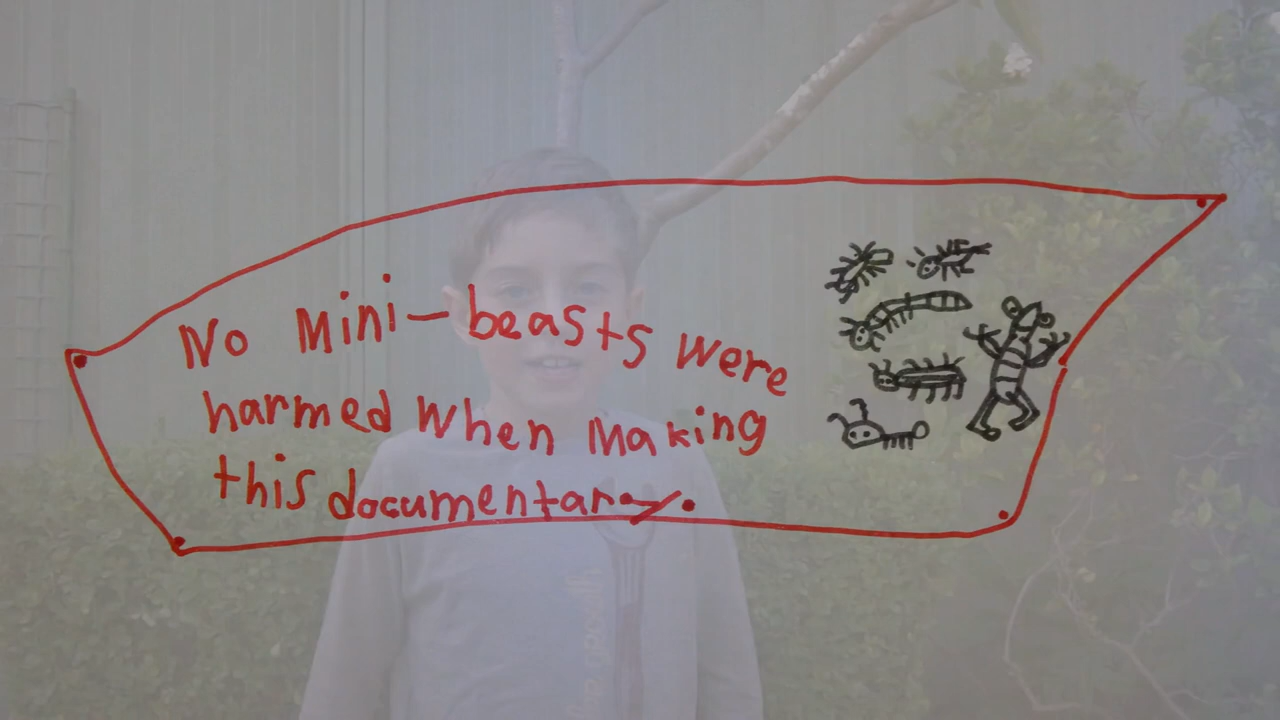 No Mini-beasts were
harmed when making
this documentary.